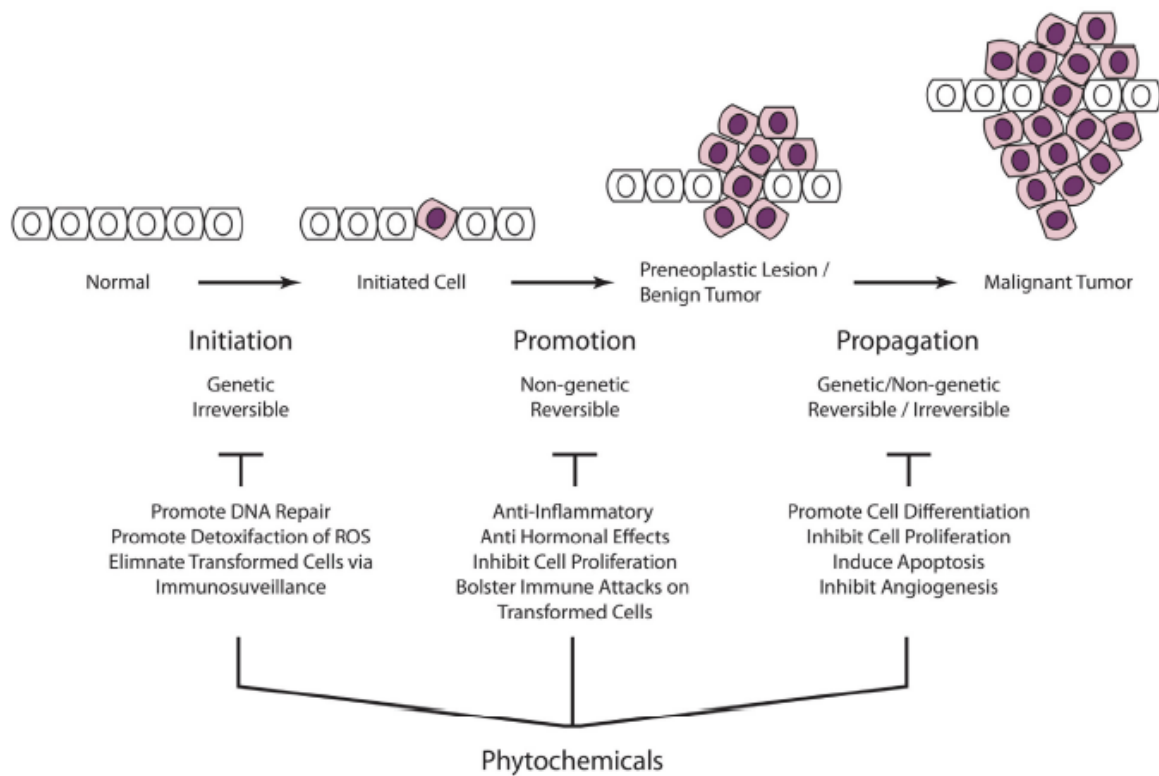 Normal
Initiated Cell
Preneoplastic Lesion /
Benign Tumor
Malignant Tumor
Initiation
Genetic
Irreversible
Promotion
Non-genetic
Reversible
Propagation
Genetic/Non-genetic
Reversible / Irreversible
Promote DNA Repair
Promote Detoxifaction of ROS
Elimnate Transformed Cells via
Immunosuveillance
Anti-Inflammatory
Anti Hormonal Effects
Inhibit Cell Proliferation
Bolster Immune Attacks on
Transformed Cells
Promote Cell Differentiation
Inhibit Cell Proliferation
Induce Apoptosis
Inhibit Angiogenesis
Phytochemicals